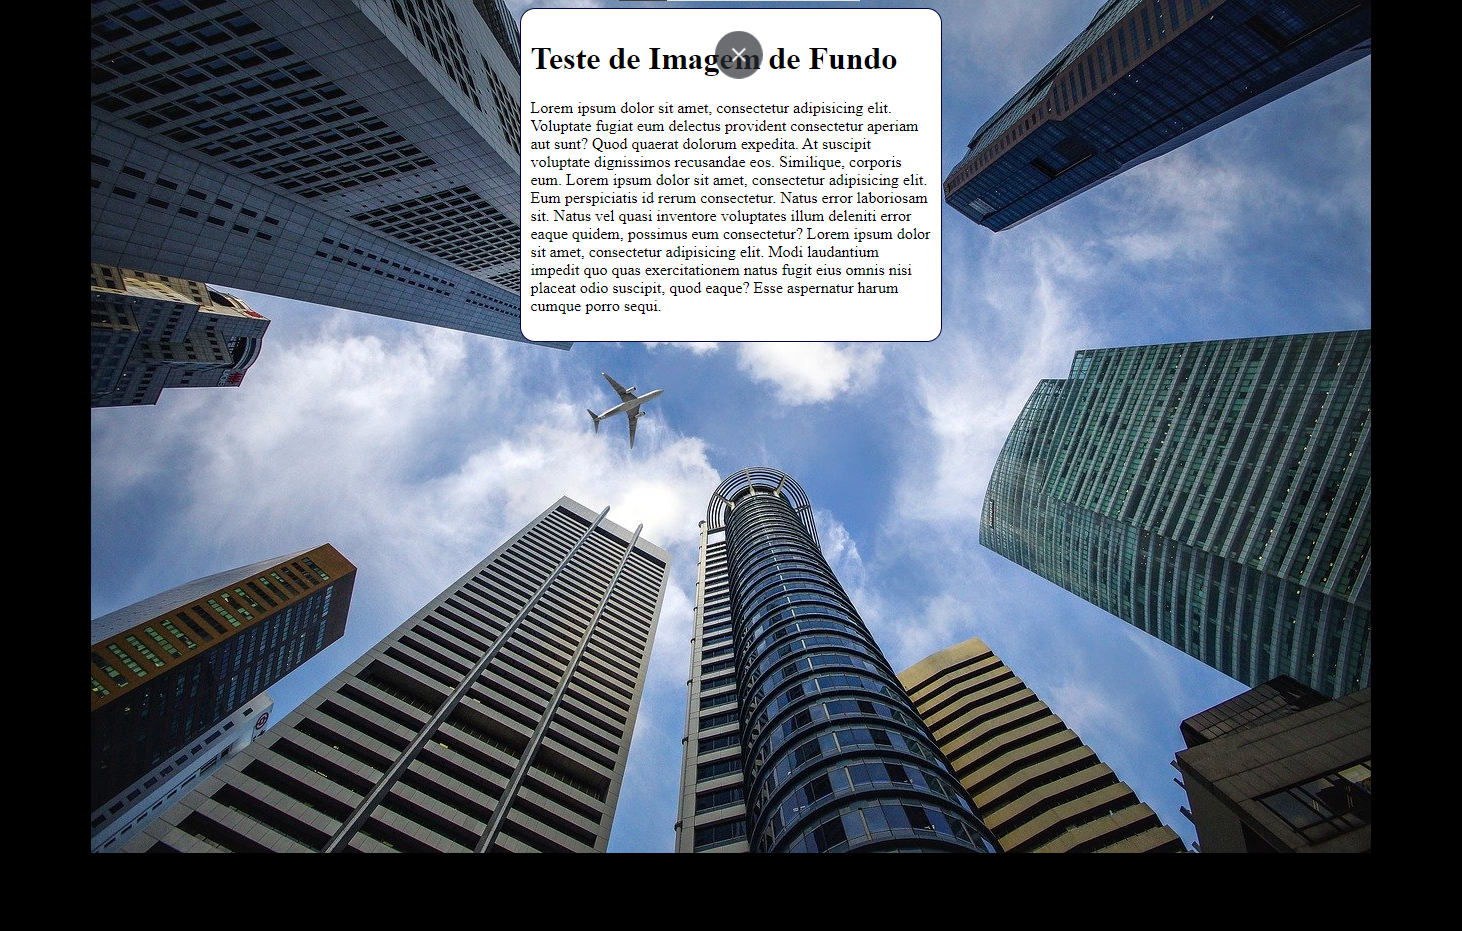 Teste de Imagem de Fundo
Lorem ipsum dolor sit amet, consectetur adipisicing elit.
Voluptate fugiat eum delectus provident consectetur aperiam
aut sunt? Quod quaerat dolorum expedita. At suscipit
voluptate dignissimos recusandae eos. Similique, corporis
eum. Lorem ipsum dolor sit amet, consectetur adipisicing elit.
Eum perspiciatis id rerum consectetur. Natus error laboriosam
sit. Natus vel quasi inventore voluptates illum deleniti error
eaque quidem, possimus eum consectetur? Lorem ipsum dolor
sit amet, consectetur adipisicing elit. Modi laudantium
impedit quo quas exercitationem natus fugit eius omnis nisi
placeat odio suscipit, quod eaque? Esse aspernatur harum
cumque porro sequi.